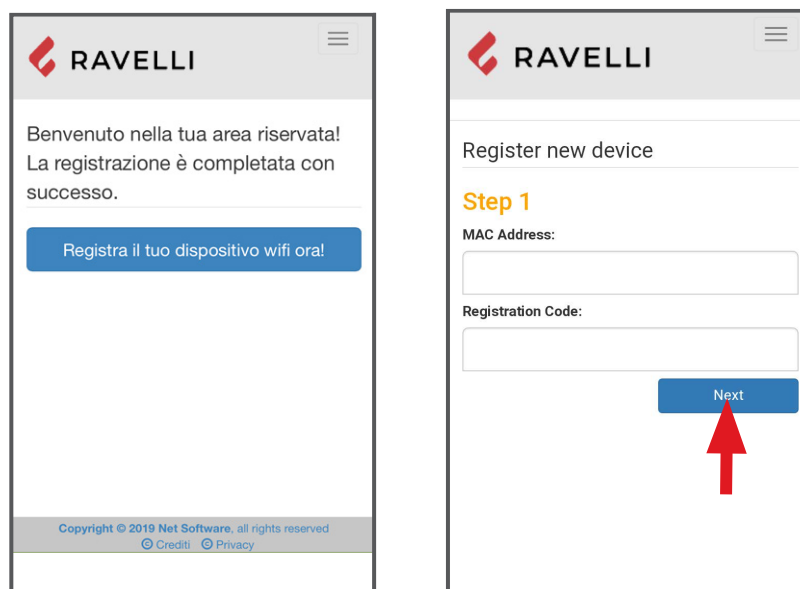 RAVELLI
Benvenuto nella tua area riservata!
La registrazione è completata con
successo.
Registra il tuo dispositivo wifi ora!
Copyright © 2019 Net Software, all rights reserved
© Crediti © Privacy
RAVELLI
Register new device
Step 1
MAC Address:
Registration Code:
Next